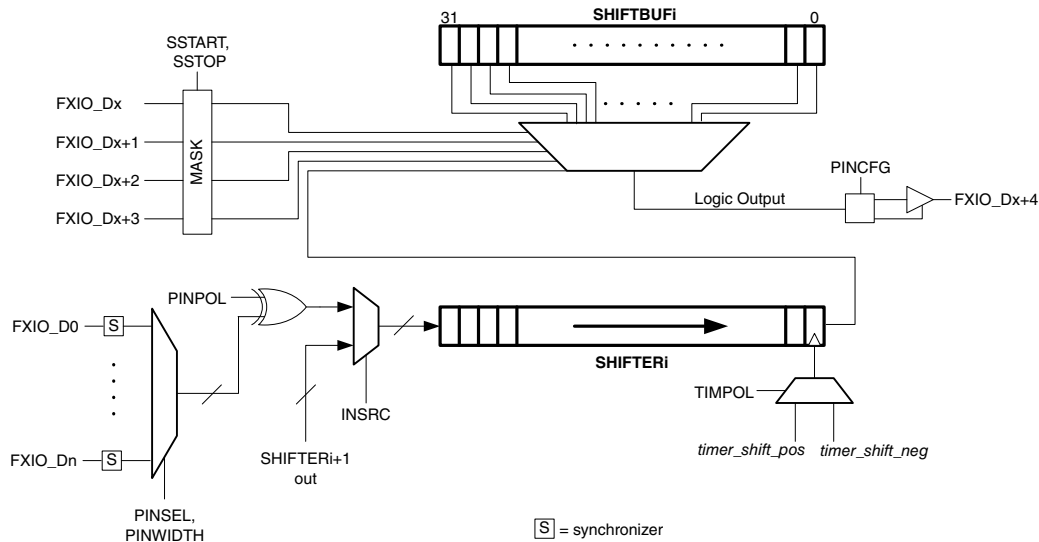 31
SHIFTBUFi
0
SSTART,
SSTOP
FXIO_Dx
FXIO_Dx+1
FXIO_Dx+2
FXIO_Dx+3
MASK
PINCFG
Logic Output
FXIO_Dx+4
PINPOL
FXIO_D0
S
SHIFTERi
TIMPOL
INSRC
FXIO_Dn
S
SHIFTERi+1
out
timer_shift_pos
timer_shift_neg
PINSEL,
PINWIDTH
S = synchronizer